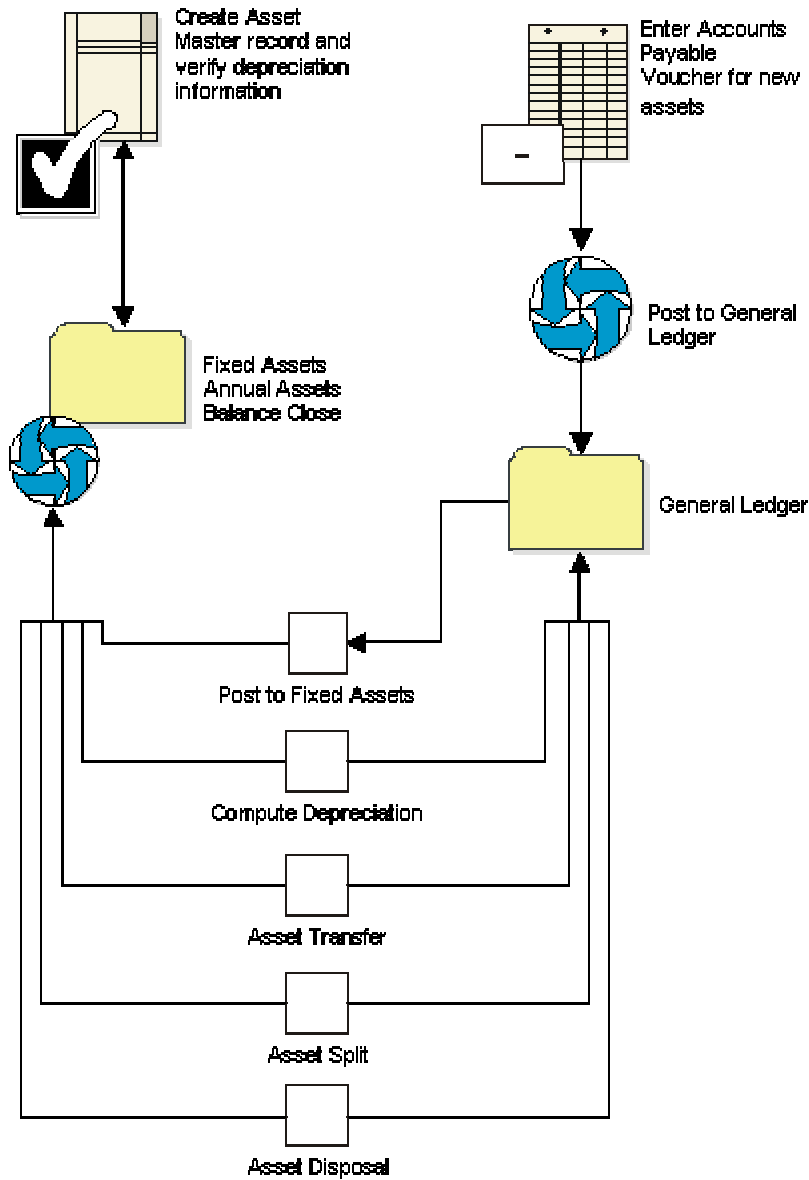 Create Asset
Master record and
verify depreciation
information
Enter Accounts
Payable
Voucher for new
assets
Post to General
Ledger
Fixed Assets
Annual Assets
Balance Close
General Ledger
Post to Fixed Assets
Compute Depreciation
Asset Transfer
Asset Split
Asset Disposal